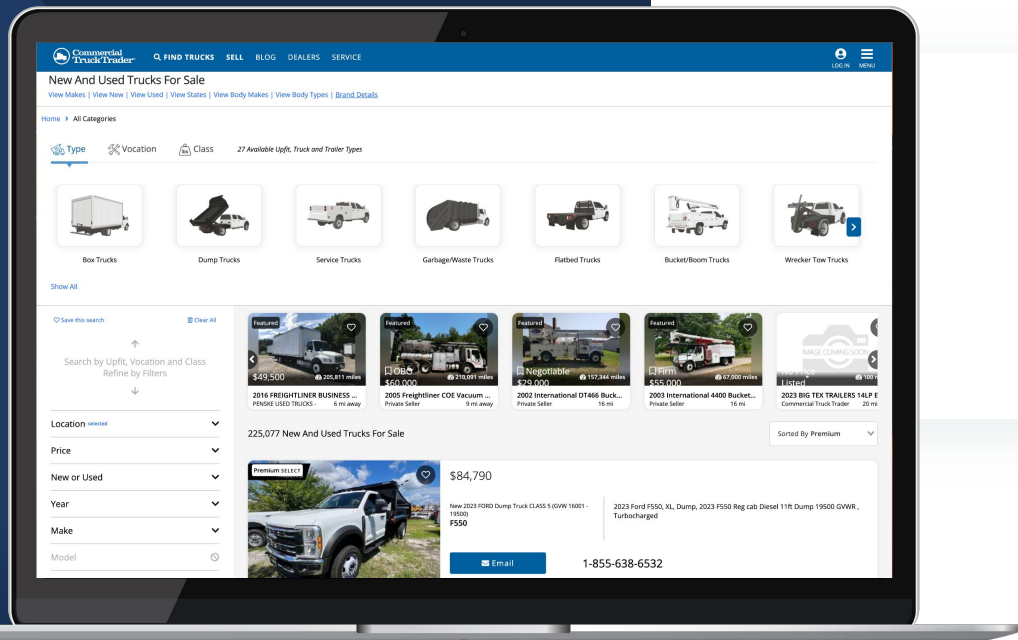 Commercial
Truck Trader
FIND TRUCKS SELL BLOG DEALERS SERVICE
LOG IN MENU
New And Used Trucks For Sale
View Makes | View New | View Used | View States | View Body Makes | View Body Types | Brand Details
Home > All Categories
Type Vocation Class 27 Available Upfit, Truck and Trailer Types
Box Trucks Dump Trucks Service Trucks Garbage/Waste Trucks Flatbed Trucks Bucket/Boom Trucks Wrecker Tow Trucks
Show All
Save this search Clear All
Search by Upfit, Vocation and Class
Refine by Filters
Location- selected
Price
New or Used
Year
Make
Model
Featured
$49,500 205,811 miles
2016 FREIGHTLINER BUSINESS ...
PENSKE USED TRUCKS - 6 mi away
Featured
OBO
$60,000 210,091 miles
2005 Freightliner COE Vacuum ...
Private Seller 9 mi away
Featured
Negotiable
$29,000 157,344 miles
2002 International DT466 Buck...
Private Seller 16 mi
Featured
Firm
$55,000 67,000 miles
2003 International 4400 Bucket...
Private Seller 16 mi
IMAGE COMING SOON
No Price
Listed 100 m
2023 BIG TEX TRAILERS 14LP E
Commercial Truck Trader 20 mi
225,077 New And Used Trucks For Sale
Sorted By Premium
Premium SELECT
$84,790
New 2023 FORD Dump Truck CLASS 5 (GVW 16001 -
19500)
F550
2023 Ford F550, XL, Dump, 2023 F550 Reg cab Diesel 11ft Dump 19500 GVWR ,
Turbocharged
Email
1-855-638-6532